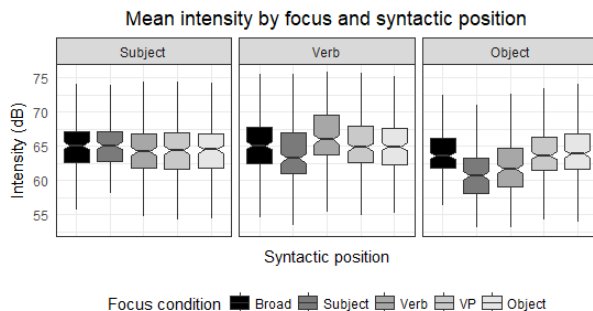 Mean intensity by focus and syntactic position
Subject Verb Object
Intensity (dB)
75
70
65
60
55
Syntactic position
Focus condition Broad Subject Verb VP Object